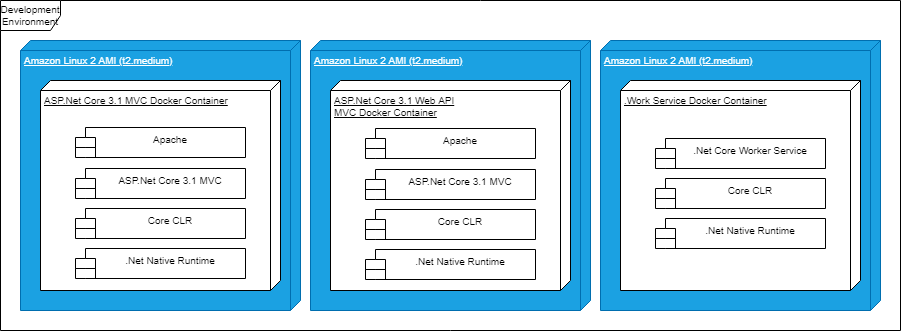 Development
Environment
Amazon Linux 2 AMI (t2.medium)
ASP.Net Core 3.1 MVC Docker Container
Apache
ASP.Net Core 3.1 MVC
Core CLR
.Net Native Runtime
Amazon Linux 2 AMI (t2.medium)
ASP.Net Core 3.1 Web API
MVC Docker Container
Apache
ASP.Net Core 3.1 MVC
Core CLR
.Net Native Runtime
Amazon Linux 2 AMI (t2.medium)
.Work Service Docker Container
.Net Core Worker Service
Core CLR
.Net Native Runtime